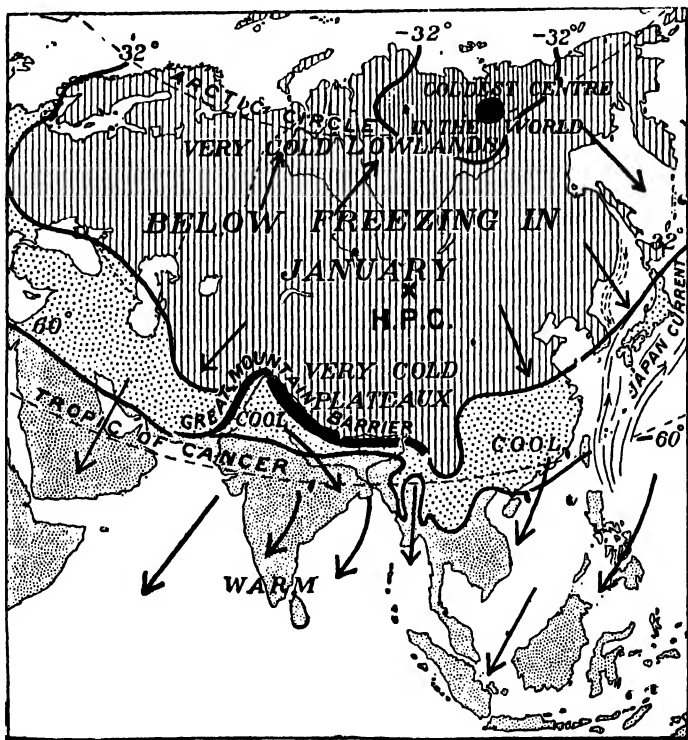 32°
-32°
-32°
ARCTIC CIRCLE
COLDEST CENTRE
IN THE WORLD
VERY COLD LOWLANDS
BELOW FREEZING IN
JANUARY
H.P.C.
32°
JAPAN CURRENT
-60°
GREAT MOUNTAIN BARRIER
VERY COLD
PLATEAUX
TROPIC OF CANCER
COOL
COOL
-60°
WARM